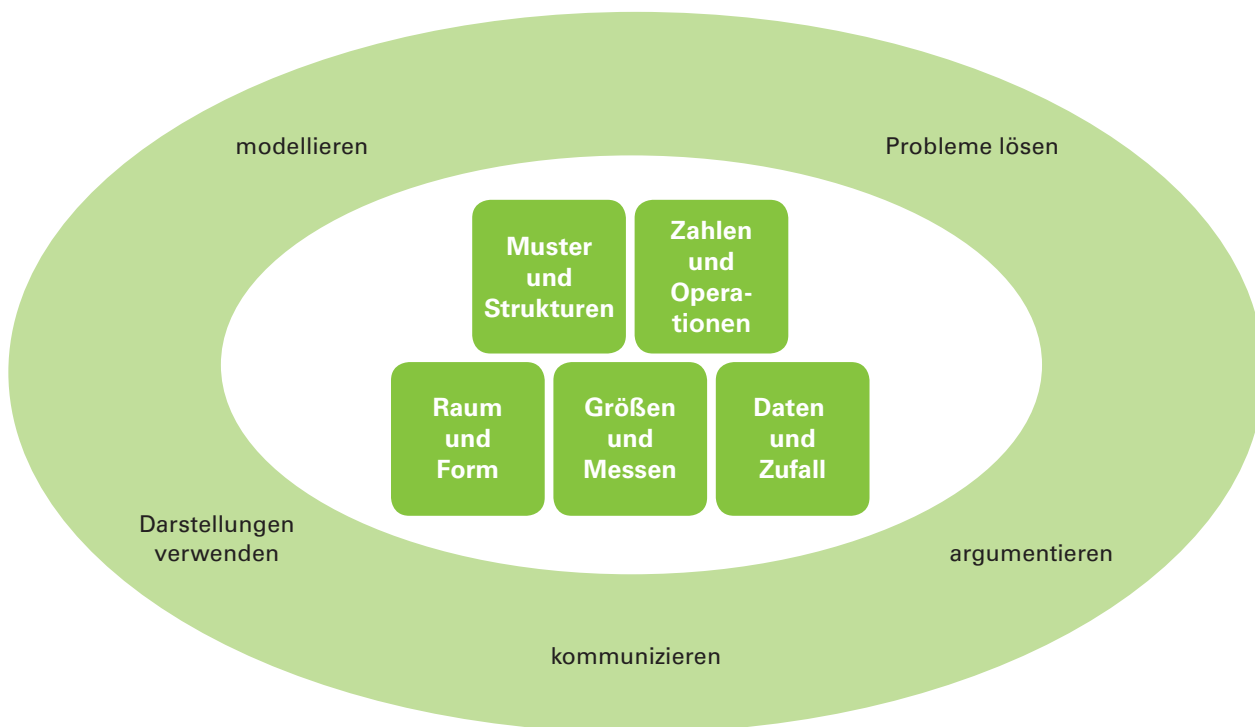 modellieren
Probleme lösen
Muster
und
Strukturen
Zahlen
und
Opera-
tionen
Raum
und
Form
Größen
und
Messen
Daten
und
Zufall
Darstellungen
verwenden
argumentieren
kommunizieren